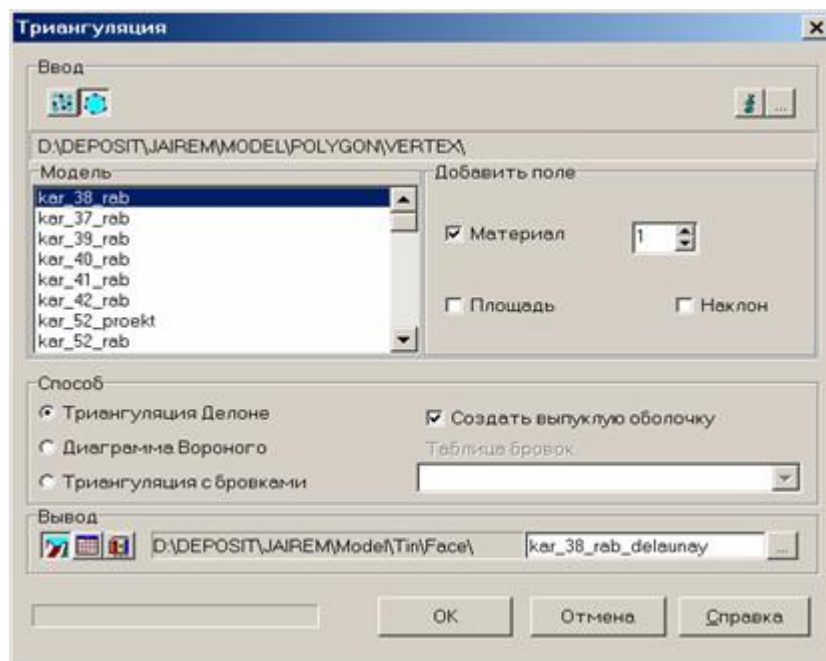 Триангуляция
Ввод
D:\DEPOSIT\JAIREM\MODEL\POLYGON\VERTEX\
Модель
kar_38_rab
kar_37_rab
kar_39_rab
kar_40_rab
kar_41_rab
kar_42_rab
kar_52_proekt
kar_52_rab
Добавить поле
Материал 1
Площадь Наклон
Способ
Триангуляция Делоне
Диаграмма Вороного
Триангуляция с бровками
Создать выпуклую оболочку
Таблица бровок
Вывод
D:\DEPOSIT\JAIREM\Model\Tin\Face\ kar_38_rab_delaunay ...
OK Отмена Справка